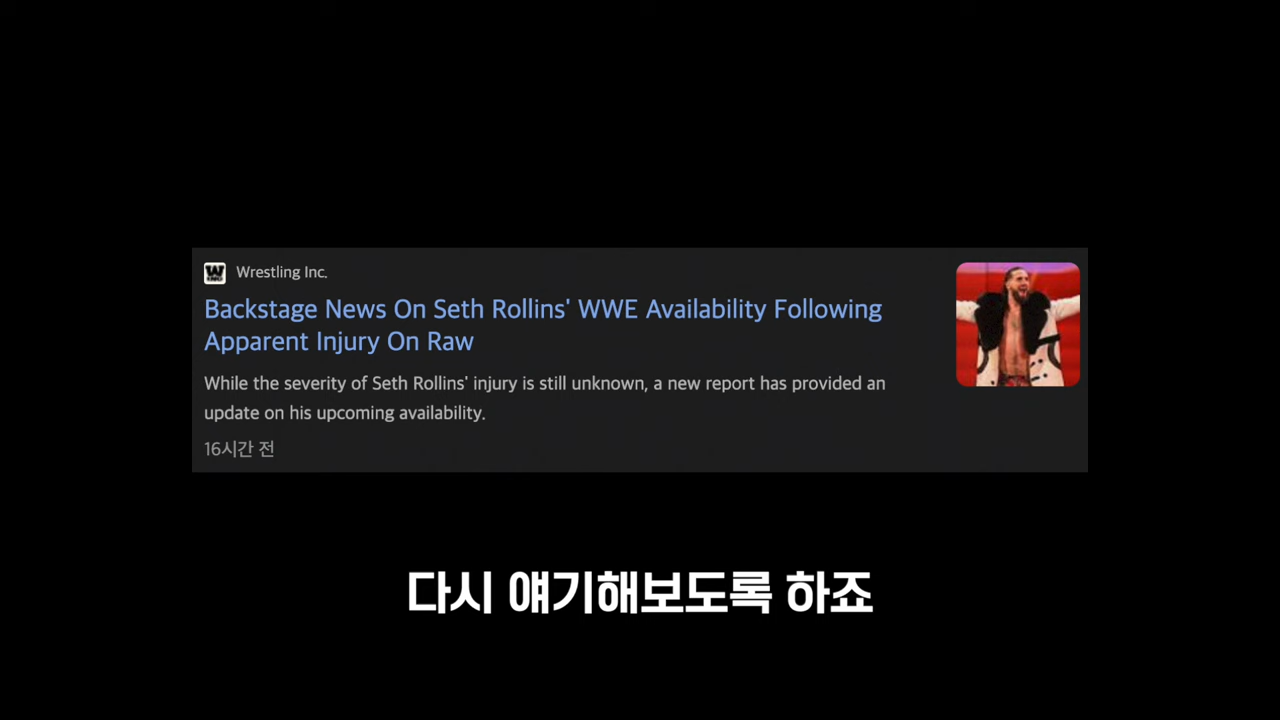 Wrestling Inc.
Backstage News On Seth Rollins' WWE Availability Following
Apparent Injury On Raw
While the severity of Seth Rollins' injury is still unknown, a new report has provided an
update on his upcoming availability.
16시간 전
다시 얘기해보도록 하죠